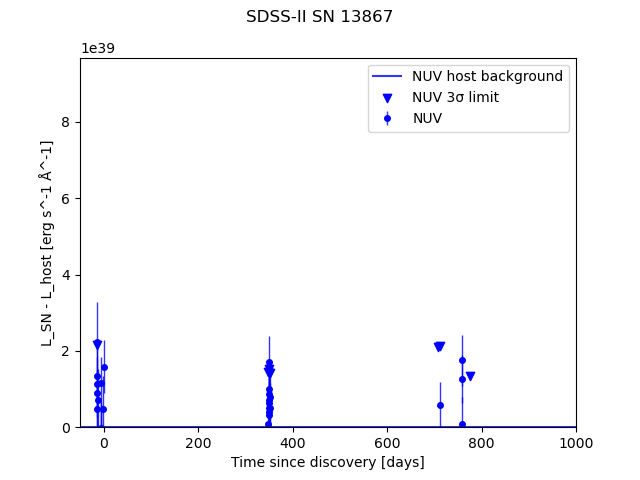 SDSS-II SN 13867
1e39
NUV host background
NUV 3σ limit
NUV
8
6
4
2
0
L_SN - L_host [erg s^-1 Å^-1]
0 200 400 600 800 1000
Time since discovery [days]